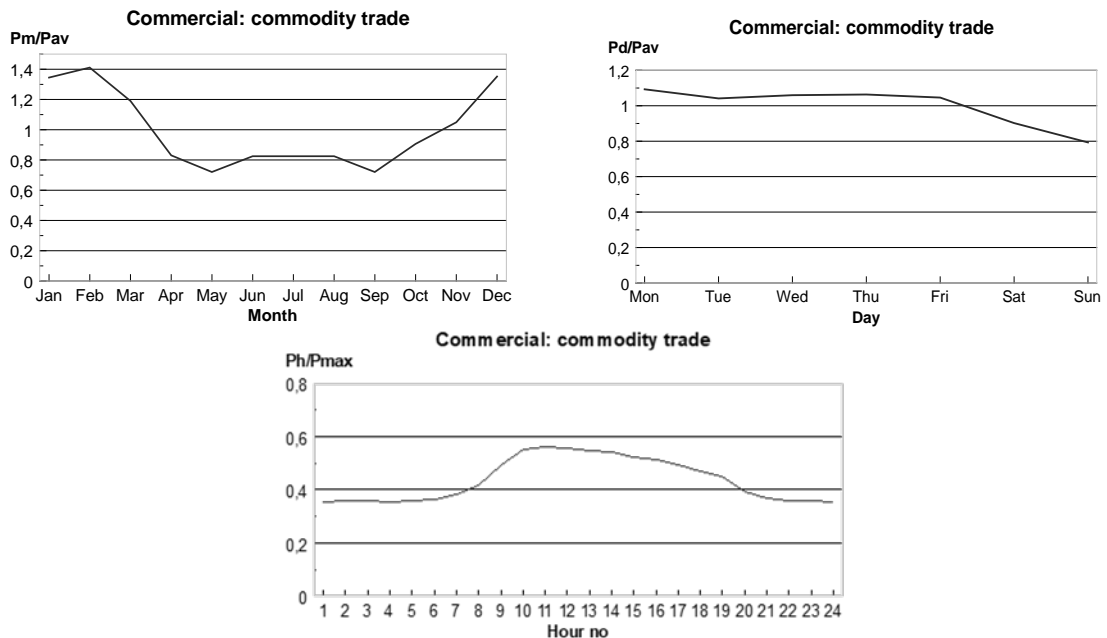 Commercial: commodity trade
Pm/Pav
1,4
1,2
1
0,8
0,6
0,4
0,2
0
Jan Feb Mar Apr May Jun Jul Aug Sep Oct Nov Dec
Month
Commercial: commodity trade
Pd/Pav
1,2
1
0,8
0,6
0,4
0,2
0
Mon Tue Wed Thu Fri Sat Sun
Day
Commercial: commodity trade
Ph/Pmax
0,8
0,6
0,4
0,2
0
1 2 3 4 5 6 7 8 9 10 11 12 13 14 15 16 17 18 19 20 21 22 23 24
Hour no